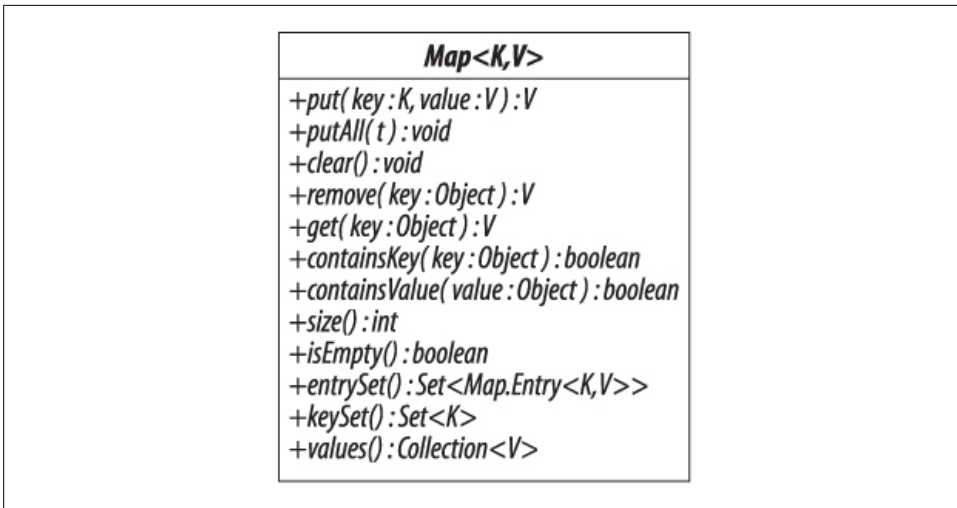 Map<K,V>
+put( key : K, value : V ) : V
+putAll( t ) : void
+clear() : void
+remove( key : Object ) : V
+get( key : Object ) : V
+containsKey( key : Object ) : boolean
+containsValue( value : Object ) : boolean
+size() : int
+isEmpty() : boolean
+entrySet() : Set<Map.Entry<K,V>>
+keySet() : Set<K>
+values() : Collection<V>